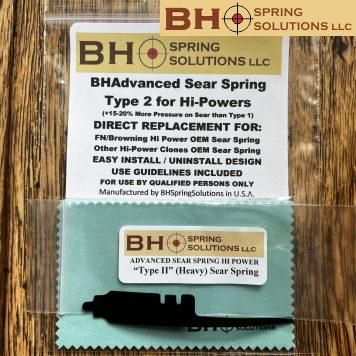 BH SPRING
SOLUTIONS LLC
BH SPRING
SOLUTIONS LLC
BHAdvanced Sear Spring
Type 2 for Hi-Powers
(+15-20% More Pressure on Sear than Type 1)
DIRECT REPLACEMENT FOR:
FN/Browning Hi Power OEM Sear Spring
Other Hi-Power Clones OEM Sear Spring
EASY INSTALL / UNINSTALL DESIGN
USE GUIDELINES INCLUDED
FOR USE BY QUALIFIED PERSONS ONLY
Manufactured by BHSpringSolutions in U.S.A.
BH SPRING
SOLUTIONS LLC
ADVANCED SEAR SPRING HI POWER
"Type II" (Heavy) Sear Spring
BH SOLUTIONS